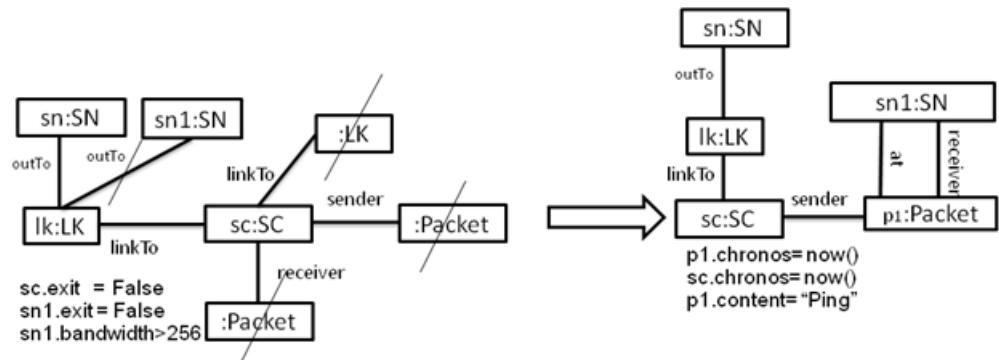 sn:SN
sn1:SN
outTo
outTo
:LK
linkTo
sender
lk:LK
linkTo
sc:SC
:Packet
receiver
:Packet
sc.exit = False
sn1.exit= False
sn1.bandwidth>256
sn:SN
outTo
sn1:SN
lk:LK
at
receiver
linkTo
sender
sc:SC
p1:Packet
p1.chronos= now()
sc.chronos= now()
p1.content= “Ping”